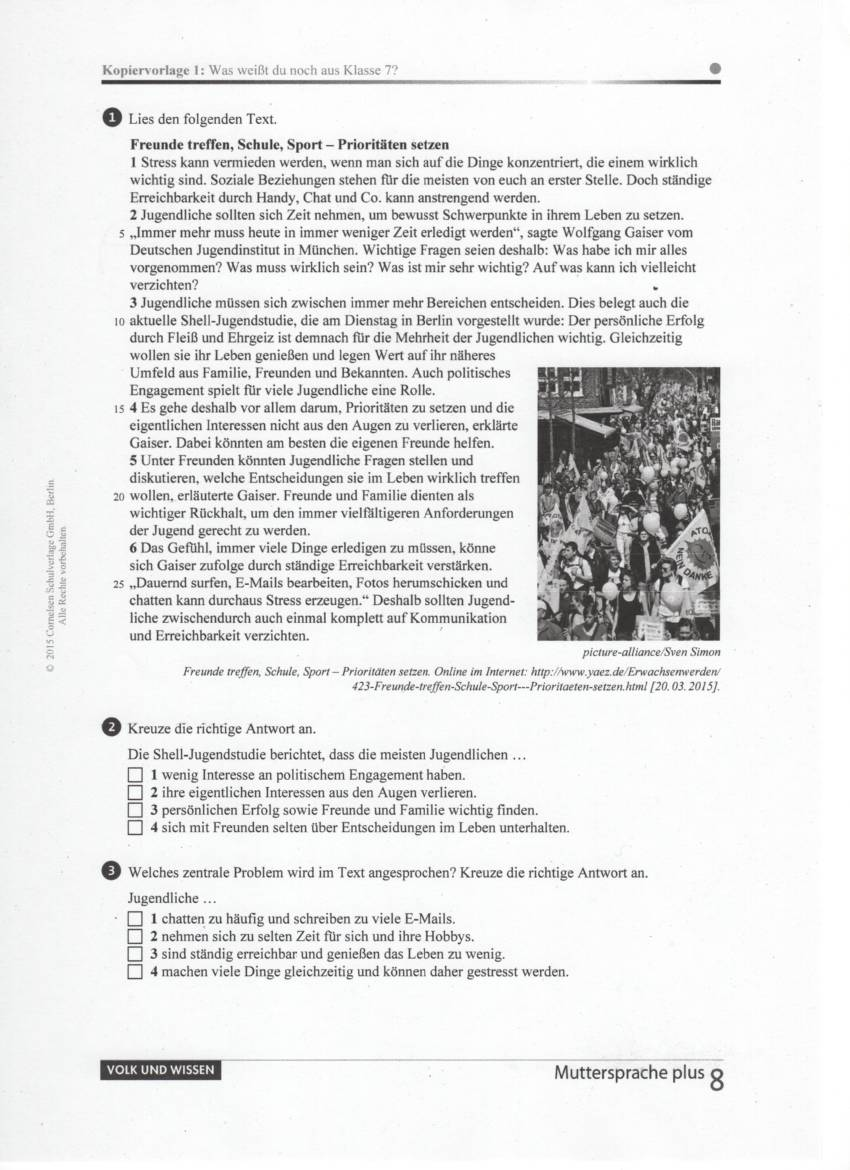 Kopiervorlage 1: Was weißt du noch aus Klasse 7?
1 Lies den folgenden Text.
Freunde treffen, Schule, Sport – Prioritäten setzen
1 Stress kann vermieden werden, wenn man sich auf die Dinge konzentriert, die einem wirklich
wichtig sind. Soziale Beziehungen stehen für die meisten von euch an erster Stelle. Doch ständige
Erreichbarkeit durch Handy, Chat und Co. kann anstrengend werden.
2 Jugendliche sollten sich Zeit nehmen, um bewusst Schwerpunkte in ihrem Leben zu setzen.
5 „Immer mehr muss heute in immer weniger Zeit erledigt werden“, sagte Wolfgang Gaiser vom
Deutschen Jugendinstitut in München. Wichtige Fragen seien deshalb: Was habe ich mir alles
vorgenommen? Was muss wirklich sein? Was ist mir sehr wichtig? Auf was kann ich vielleicht
verzichten?
3 Jugendliche müssen sich zwischen immer mehr Bereichen entscheiden. Dies belegt auch die
10 aktuelle Shell-Jugendstudie, die am Dienstag in Berlin vorgestellt wurde: Der persönliche Erfolg
durch Fleiß und Ehrgeiz ist demnach für die Mehrheit der Jugendlichen wichtig. Gleichzeitig
wollen sie ihr Leben genießen und legen Wert auf ihr näheres
Umfeld aus Familie, Freunden und Bekannten. Auch politisches
Engagement spielt für viele Jugendliche eine Rolle.
15 4 Es gehe deshalb vor allem darum, Prioritäten zu setzen und die
eigentlichen Interessen nicht aus den Augen zu verlieren, erklärte
Gaiser. Dabei könnten am besten die eigenen Freunde helfen.
5 Unter Freunden könnten Jugendliche Fragen stellen und
diskutieren, welche Entscheidungen sie im Leben wirklich treffen
20 wollen, erläuterte Gaiser. Freunde und Familie dienten als
wichtiger Rückhalt, um den immer vielfältigeren Anforderungen
der Jugend gerecht zu werden.
6 Das Gefühl, immer viele Dinge erledigen zu müssen, könne
sich Gaiser zufolge durch ständige Erreichbarkeit verstärken.
25 „Dauernd surfen, E-Mails bearbeiten, Fotos herumschicken und
chatten kann durchaus Stress erzeugen.“ Deshalb sollten Jugend-
liche zwischendurch auch einmal komplett auf Kommunikation
und Erreichbarkeit verzichten.
NEIN
DANKE
picture-alliance/Sven Simon
Freunde treffen, Schule, Sport – Prioritäten setzen. Online im Internet: http://www.yaez.de/Erwachsenwerden/
423-Freunde-treffen-Schule-Sport---Prioritaeten-setzen.html [20. 03. 2015].
2 Kreuze die richtige Antwort an.
Die Shell-Jugendstudie berichtet, dass die meisten Jugendlichen …
1 wenig Interesse an politischem Engagement haben.
2 ihre eigentlichen Interessen aus den Augen verlieren.
3 persönlichen Erfolg sowie Freunde und Familie wichtig finden.
4 sich mit Freunden selten über Entscheidungen im Leben unterhalten.
3 Welches zentrale Problem wird im Text angesprochen? Kreuze die richtige Antwort an.
Jugendliche …
1 chatten zu häufig und schreiben zu viele E-Mails.
2 nehmen sich zu selten Zeit für sich und ihre Hobbys.
3 sind ständig erreichbar und genießen das Leben zu wenig.
4 machen viele Dinge gleichzeitig und können daher gestresst werden.
© 2015 Cornelsen Schulverlage GmbH, Berlin.
Alle Rechte vorbehalten.
VOLK UND WISSEN
Muttersprache plus 8